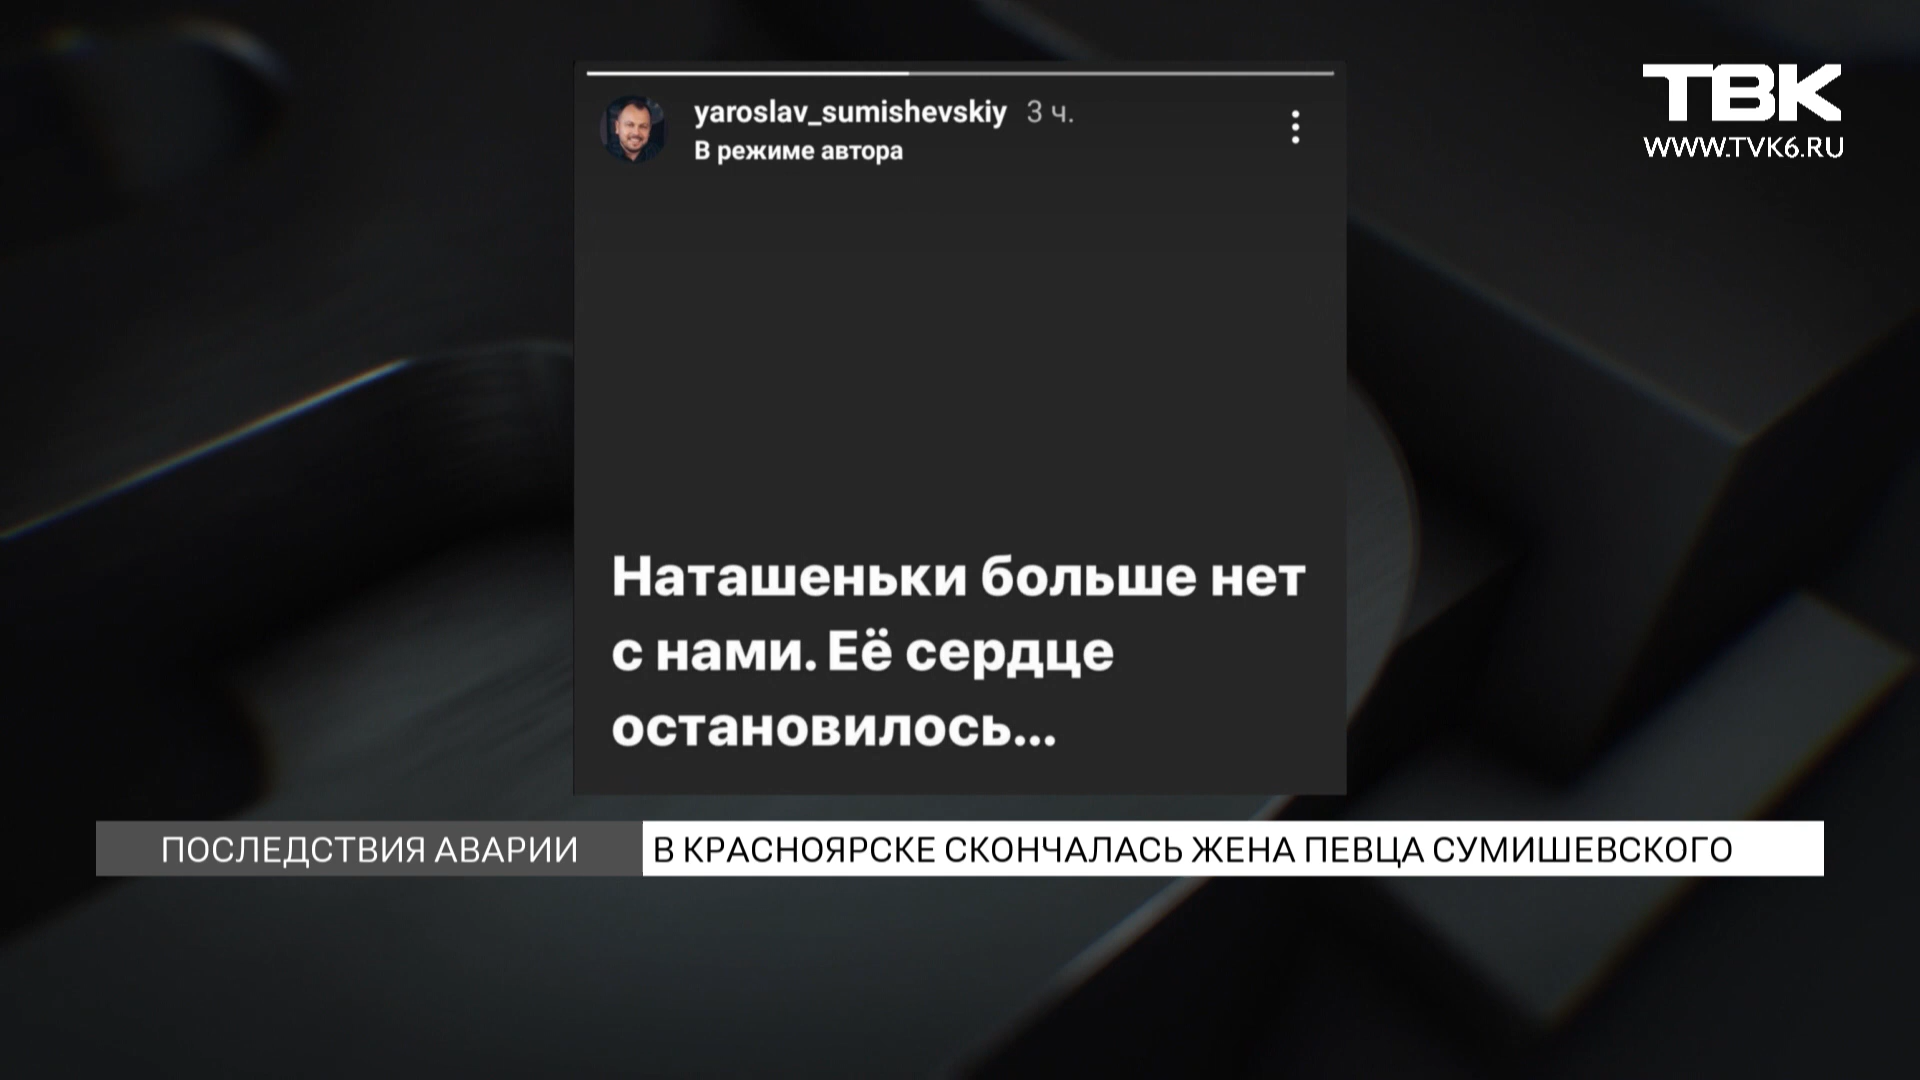 yaroslav_sumishevskiy 3 ч.
В режиме автора
ТВК
WWW.TVK6.RU
Наташеньки больше нет
с нами. Её сердце
остановилось...
ПОСЛЕДСТВИЯ АВАРИИ
В КРАСНОЯРСКЕ СКОНЧАЛАСЬ ЖЕНА ПЕВЦА СУМИШЕВСКОГО